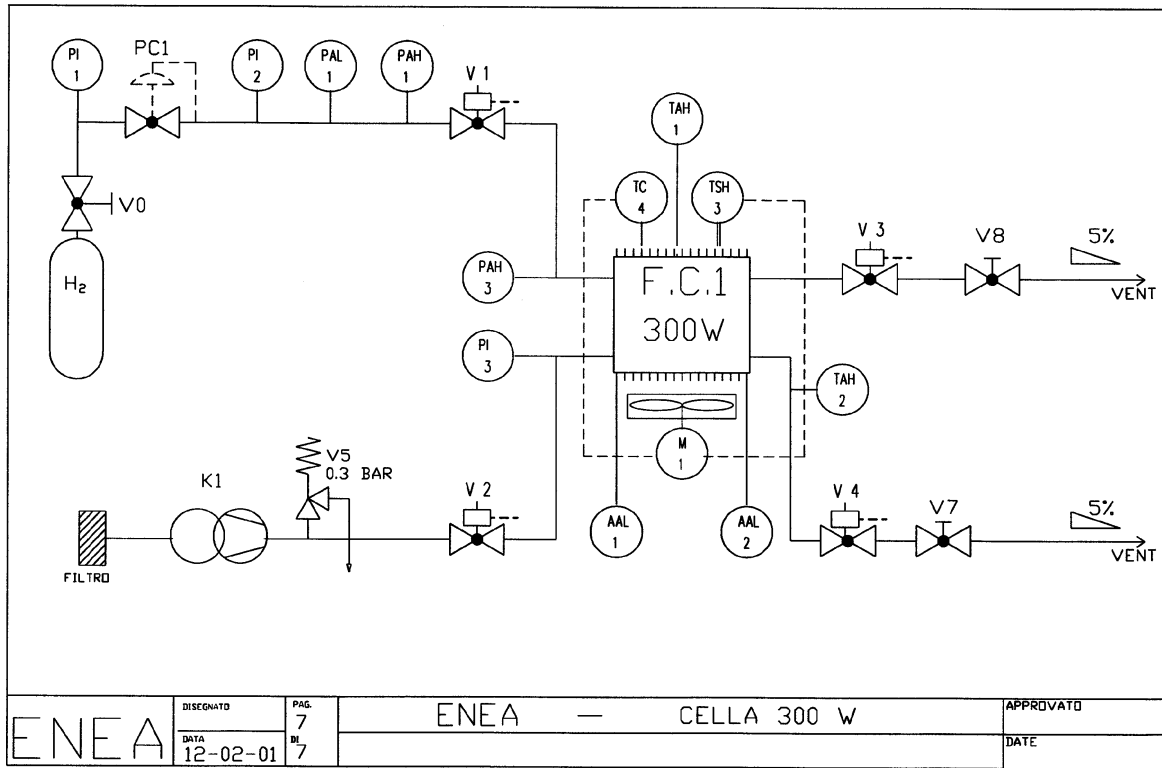 PI 1
PC1
PI 2
PAL 1
PAH 1
V 1
TAH 1
V0
TC 4
TSH 3
V 3
V8
5%
VENT
H2
PAH 3
F.C.1
300W
PI 3
TAH 2
M 1
V5
0.3 BAR
K1
V 2
V 4
V7
5%
VENT
AAL 1
AAL 2
FILTRO
ENEA
DISEGNATO
DATA
12-02-01
PAG.
7
DI
7
ENEA — CELLA 300 W
APPROVATO
DATE